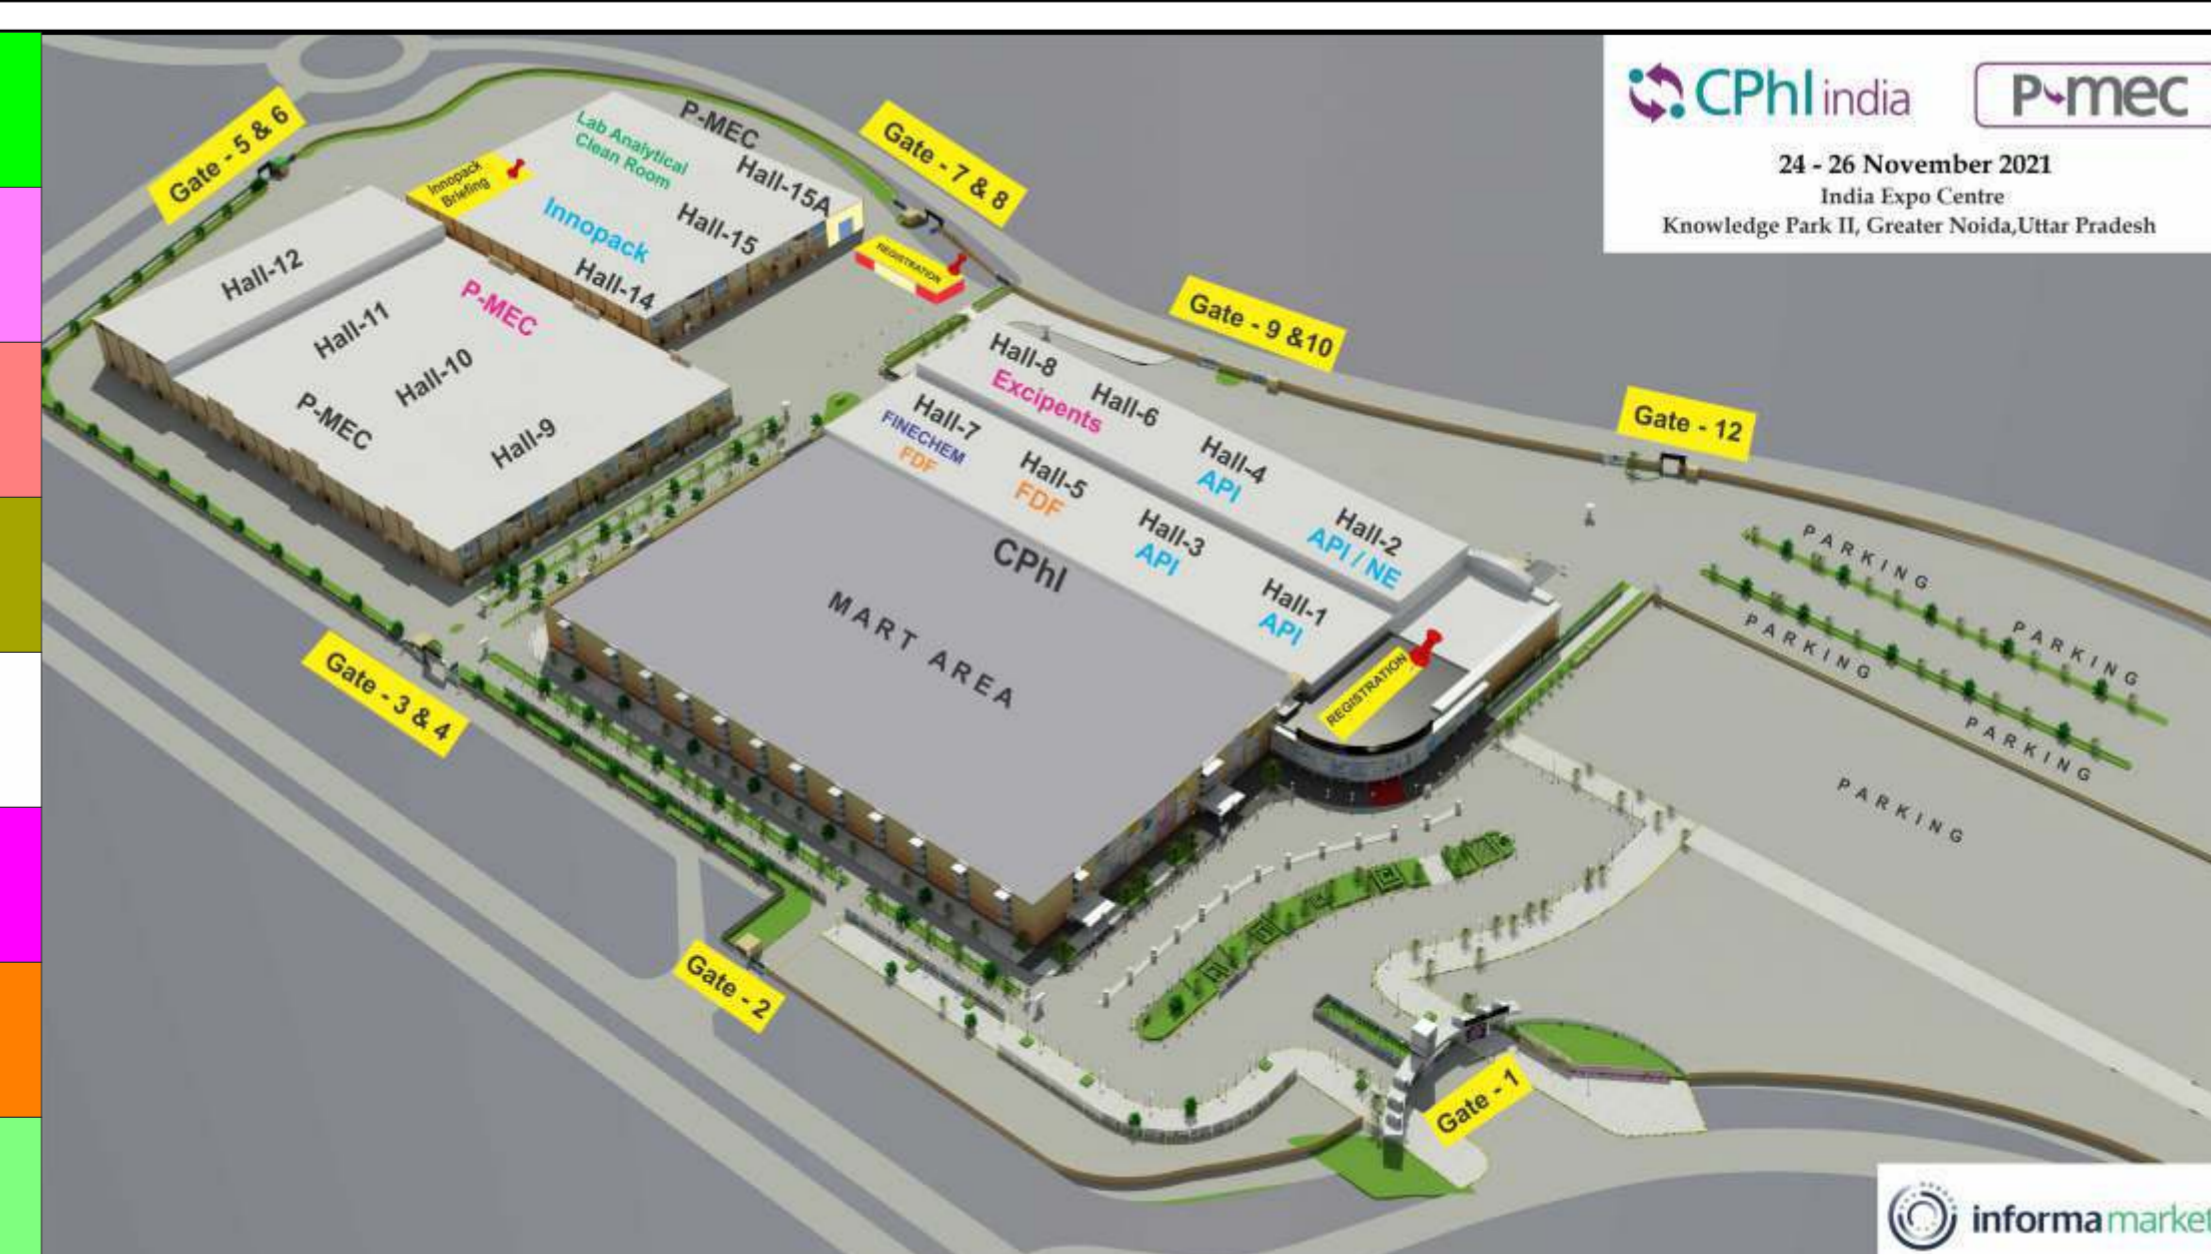 CPhI india
P-mec
24 - 26 November 2021
India Expo Centre
Knowledge Park II, Greater Noida,Uttar Pradesh
Gate - 5 & 6
P-MEC
Lab Analytical
Clean Room
Hall-15A
Gate - 7 & 8
Innopack
Briefing
Innopack
Hall-15
Hall-14
REGISTRATION
Hall-12
Hall-11
P-MEC
Hall-10
P-MEC
Hall-9
Gate - 9 &10
Hall-8
Excipents
Hall-6
Hall-7
FINECHEM
FDF
Hall-4
API
Hall-5
FDF
Hall-2
API / NE
Hall-3
API
Hall-1
API
Gate - 12
CPhI
MART AREA
REGISTRATION
PARKING
PARKING
PARKING
PARKING
PARKING
Gate - 3 & 4
Gate - 2
Gate - 1
informa market